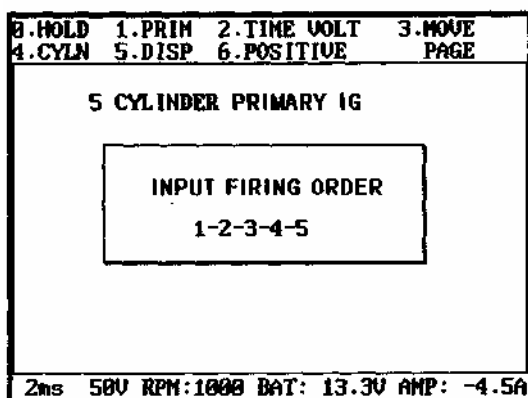 0.HOLD 1.PRIM 2.TIME VOLT 3.MOVE
4.CYLN 5.DISP 6.POSITIVE PAGE
5 CYLINDER PRIMARY IG
INPUT FIRING ORDER
1-2-3-4-5
2ms 50V RPM:1000 BAT: 13.3V AMP: -4.5A